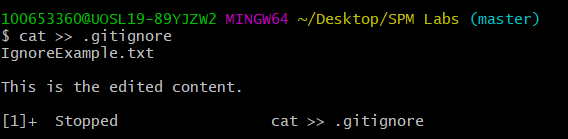 100653360@UOSL19-89YJZW2 MINGW64 ~/Desktop/SPM Labs (master)
$ cat >> .gitignore
IgnoreExample.txt
This is the edited content.
[1]+  Stopped                 cat >> .gitignore